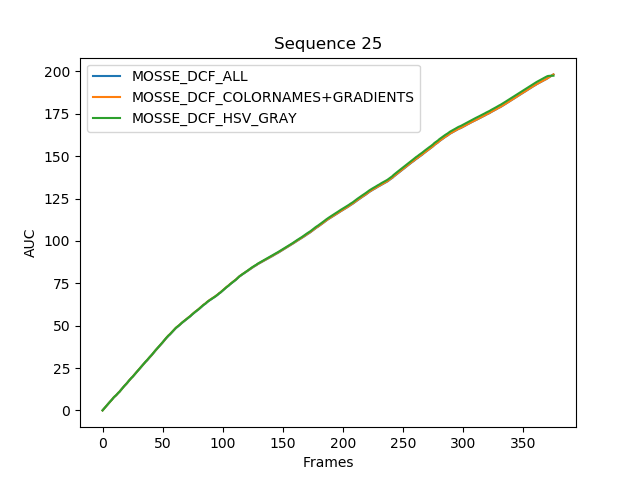 Sequence 25
MOSSE_DCF_ALL
MOSSE_DCF_COLORNAMES+GRADIENTS
MOSSE_DCF_HSV_GRAY
200
175
150
125
100
75
50
25
0
AUC
0 50 100 150 200 250 300 350
Frames